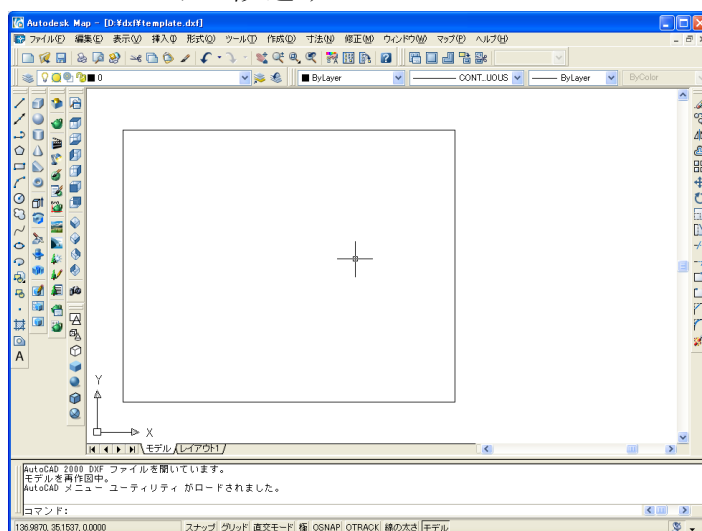 Autodesk Map - [D:¥dxf¥template.dxf]
ファイル(F) 編集(E) 表示(V) 挿入(I) 形式(O) ツール(T) 作成(D) 寸法(N) 修正(M) ウィンドウ(W) マップ(P) ヘルプ(H)
0 ByLayer CONT...UOUS ByLayer ByColor
A
Y
X
モデル レイアウト1
AutoCAD 2000 DXF ファイルを開いています。
モデルを再作図中。
AutoCAD メニュー ユーティリティ がロードされました。
コマンド:
136.9870, 35.1537, 0.0000 スナップ グリッド 直交モード 極 OSNAP OTRACK 線の太さ モデル